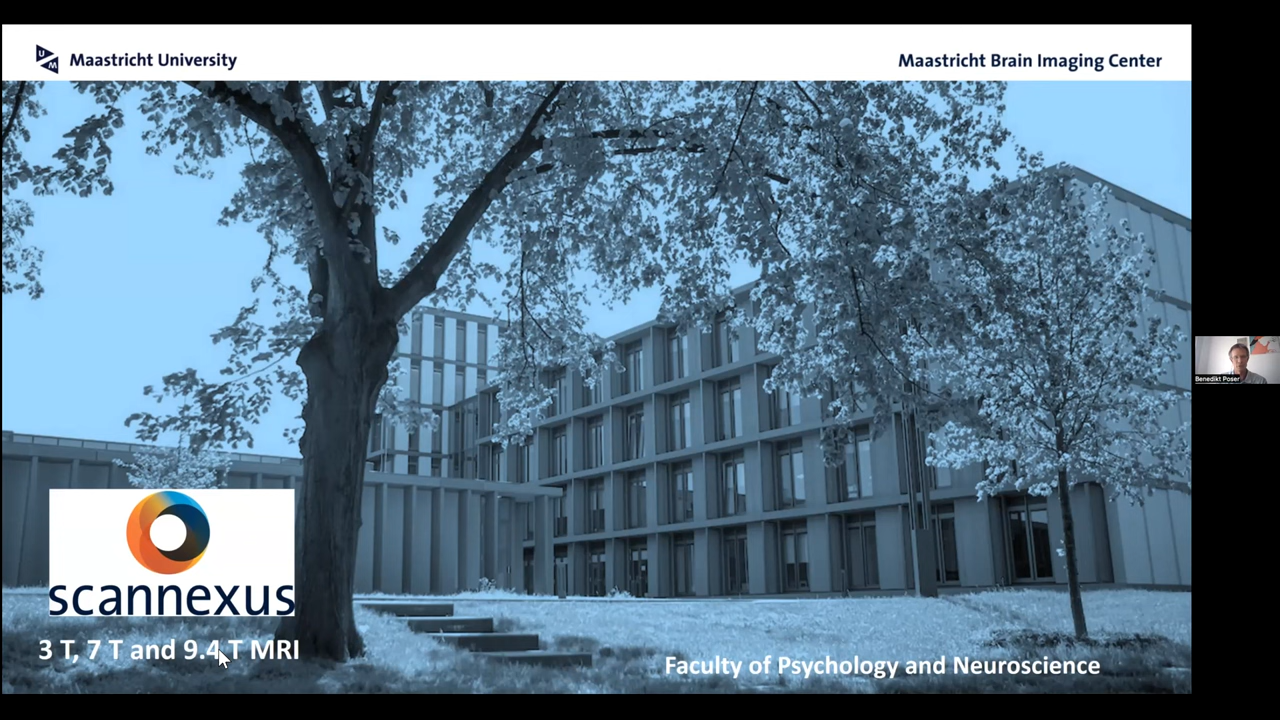 Maastricht University
Maastricht Brain Imaging Center
Benedikt Poser
scannexus
3 T, 7 T and 9.4 T MRI
Faculty of Psychology and Neuroscience